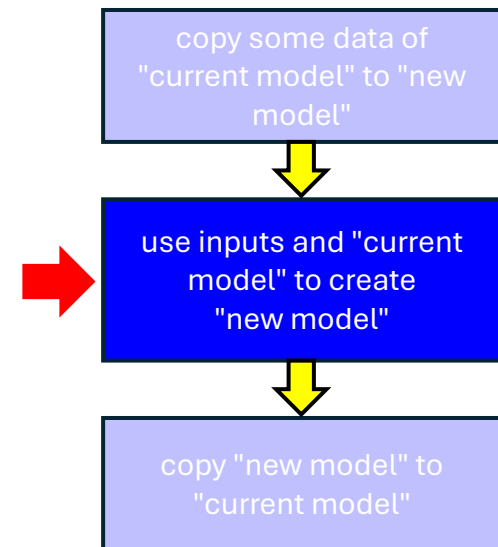 copy some data of
"current model" to "new
model"
use inputs and "current
model" to create
"new model"
copy "new model" to
"current model"